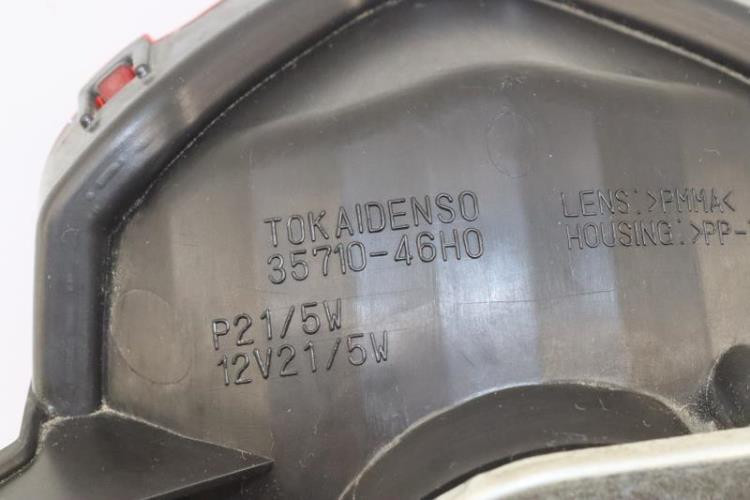 TOKAIDENSO
35710-46H0
P21/5W
12V21/5W
LENS:>PMMA<
HOUSING:>PP-